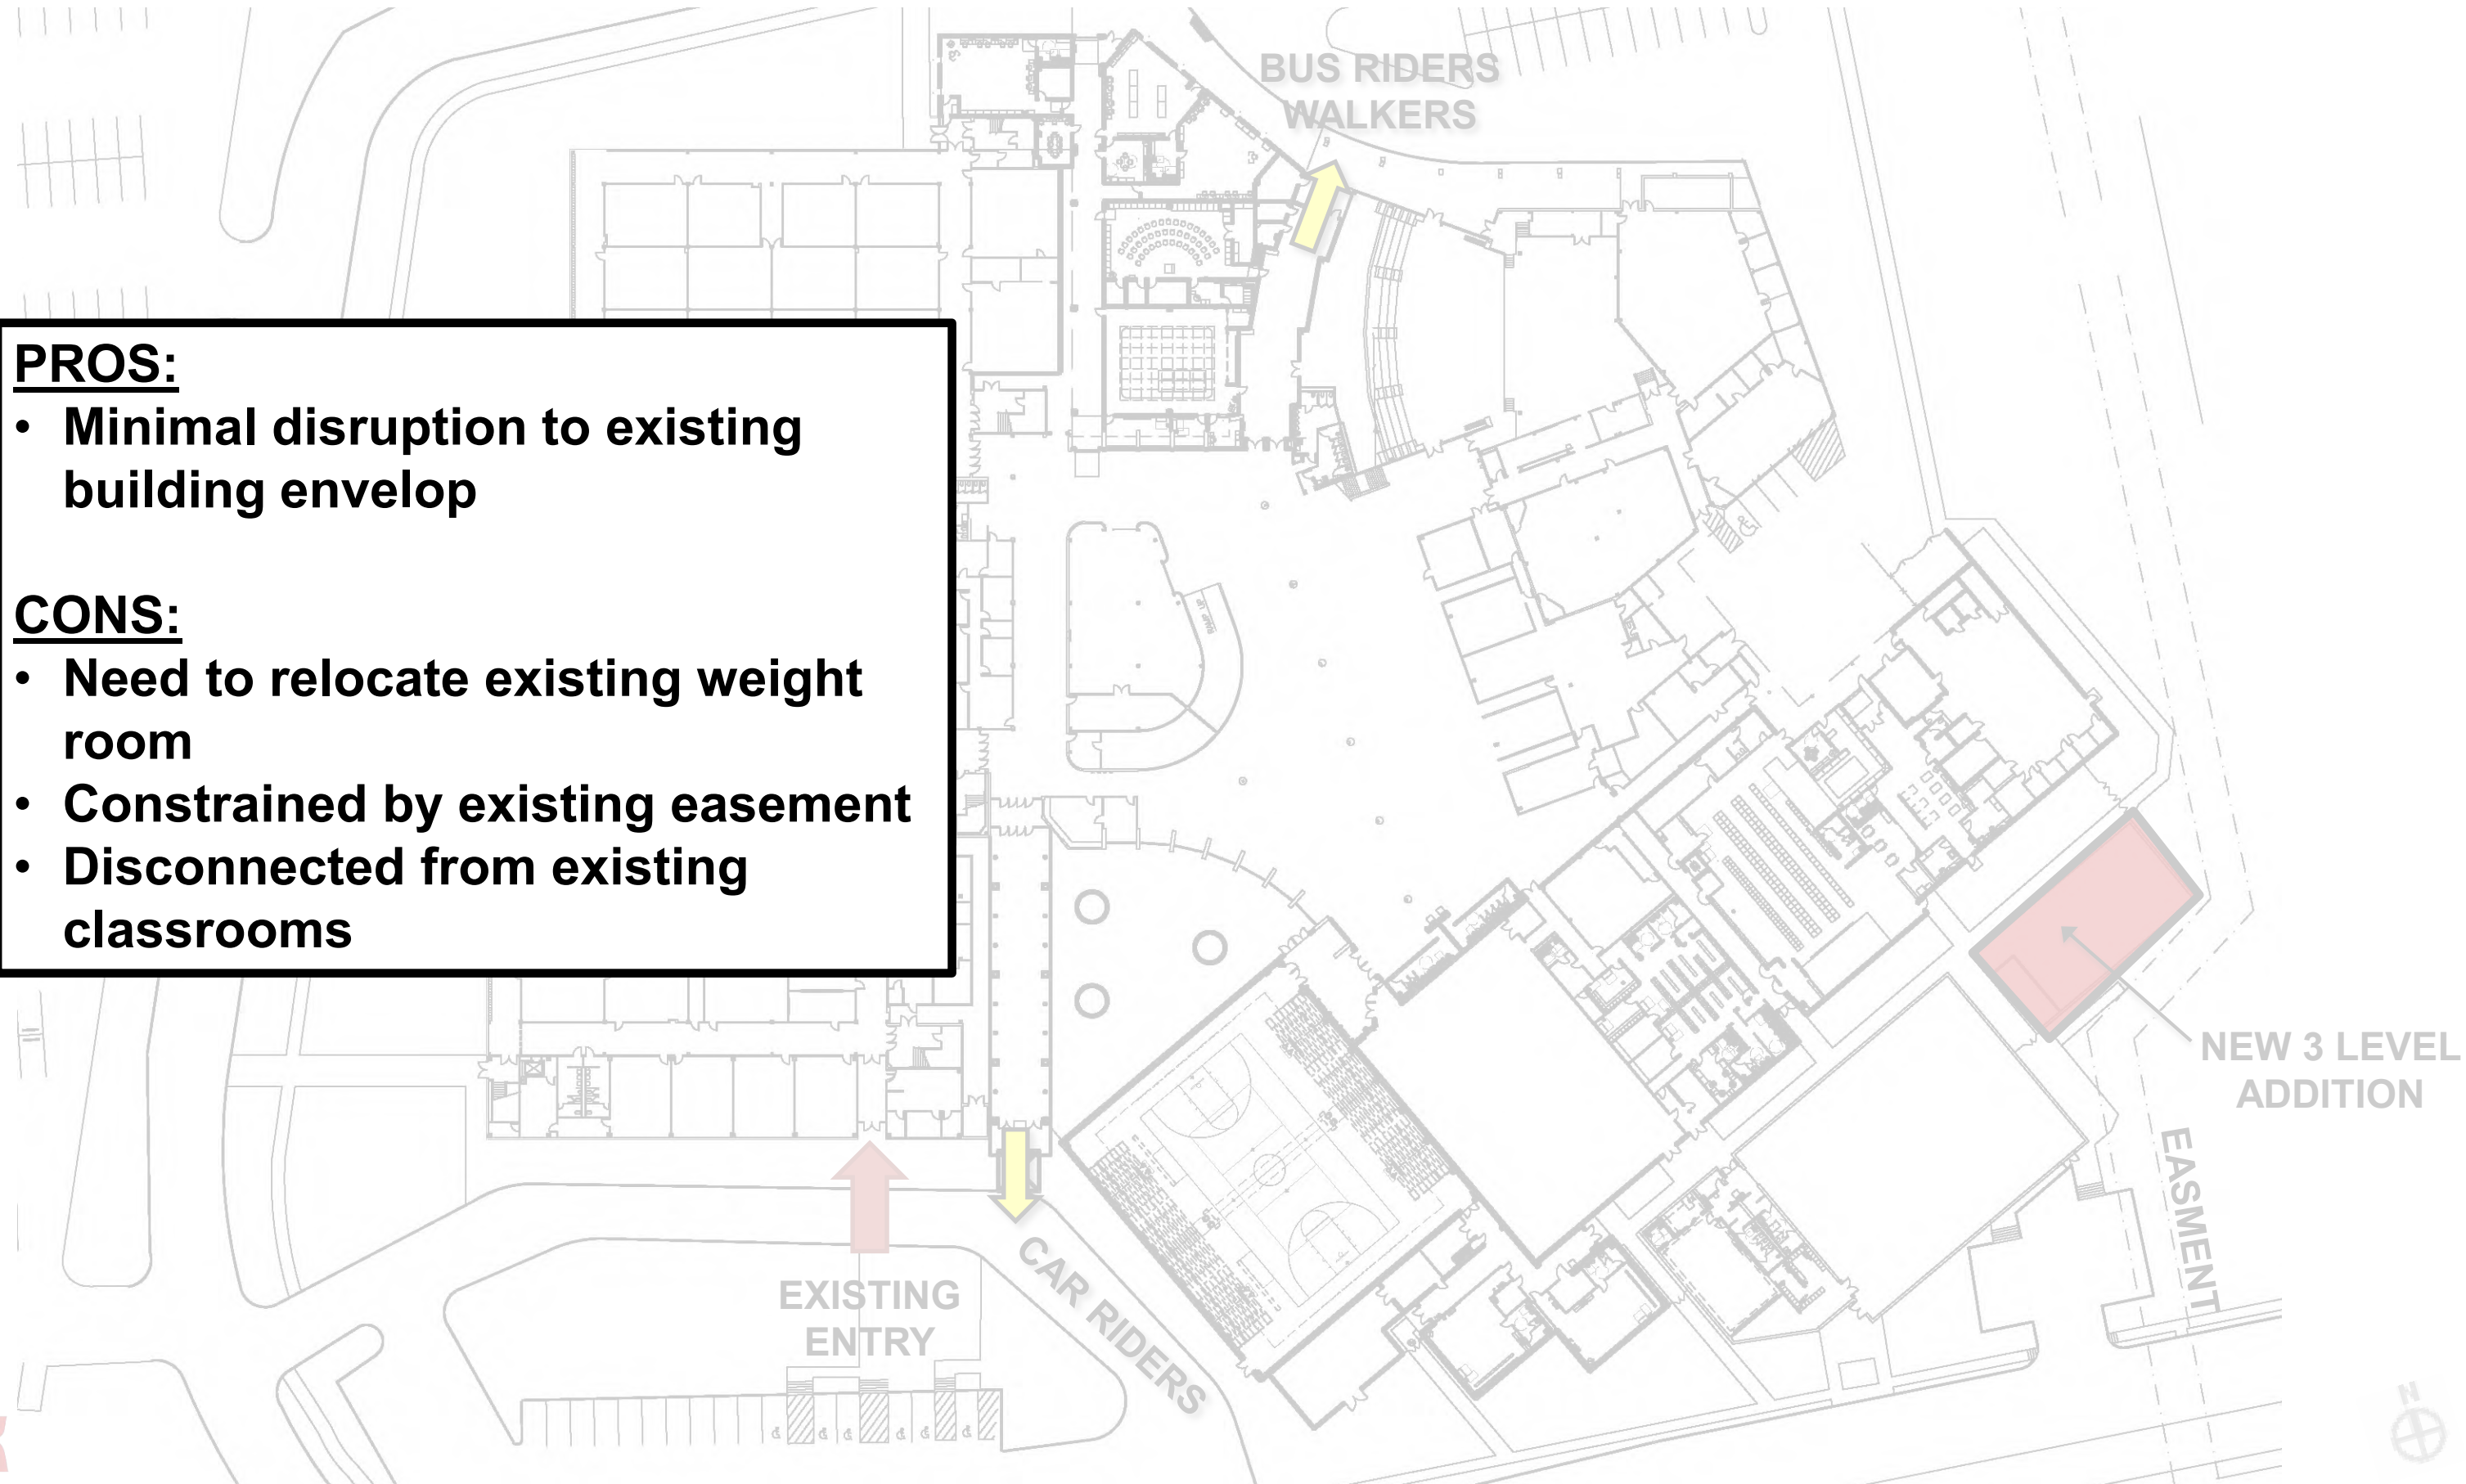 BUS RIDERS
WALKERS
PROS:
• Minimal disruption to existing
building envelop
CONS:
• Need to relocate existing weight
room
• Constrained by existing easement
• Disconnected from existing
classrooms
NEW 3 LEVEL
ADDITION
EASMENT
EXISTING
ENTRY
CAR RIDERS
N